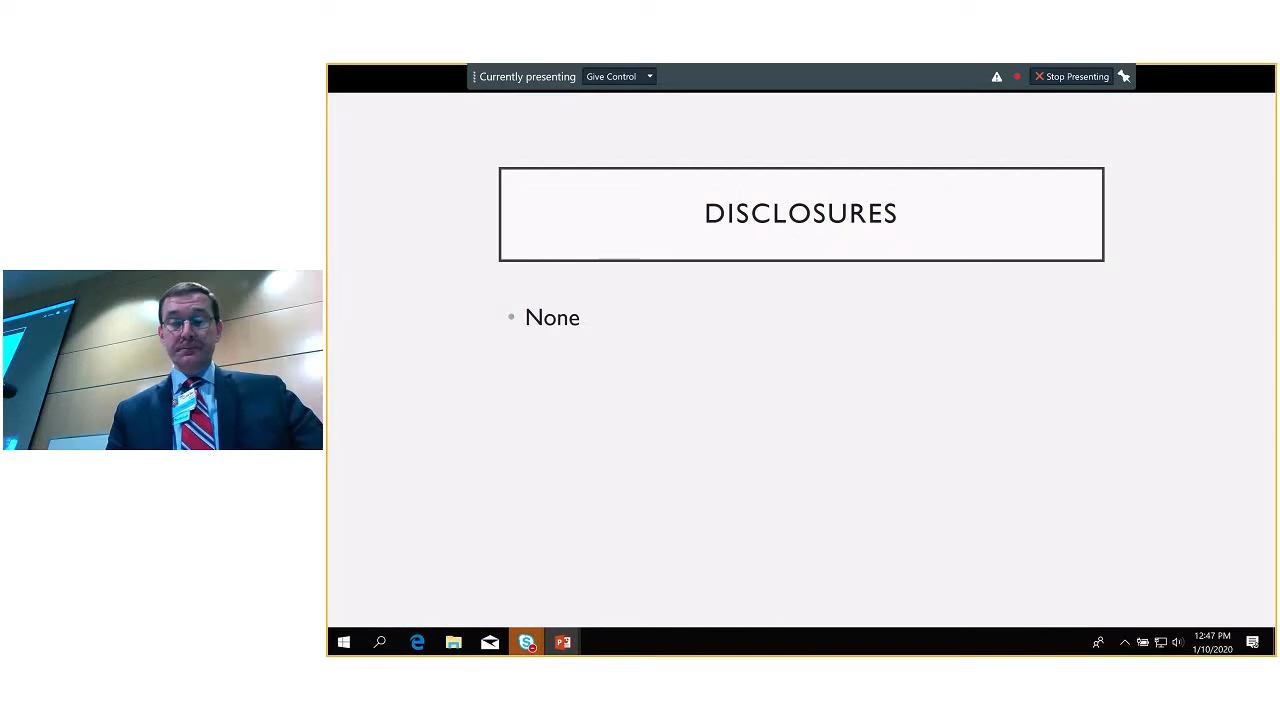 Currently presenting Give Control Stop Presenting
DISCLOSURES
None
12:47 PM
1/10/2020